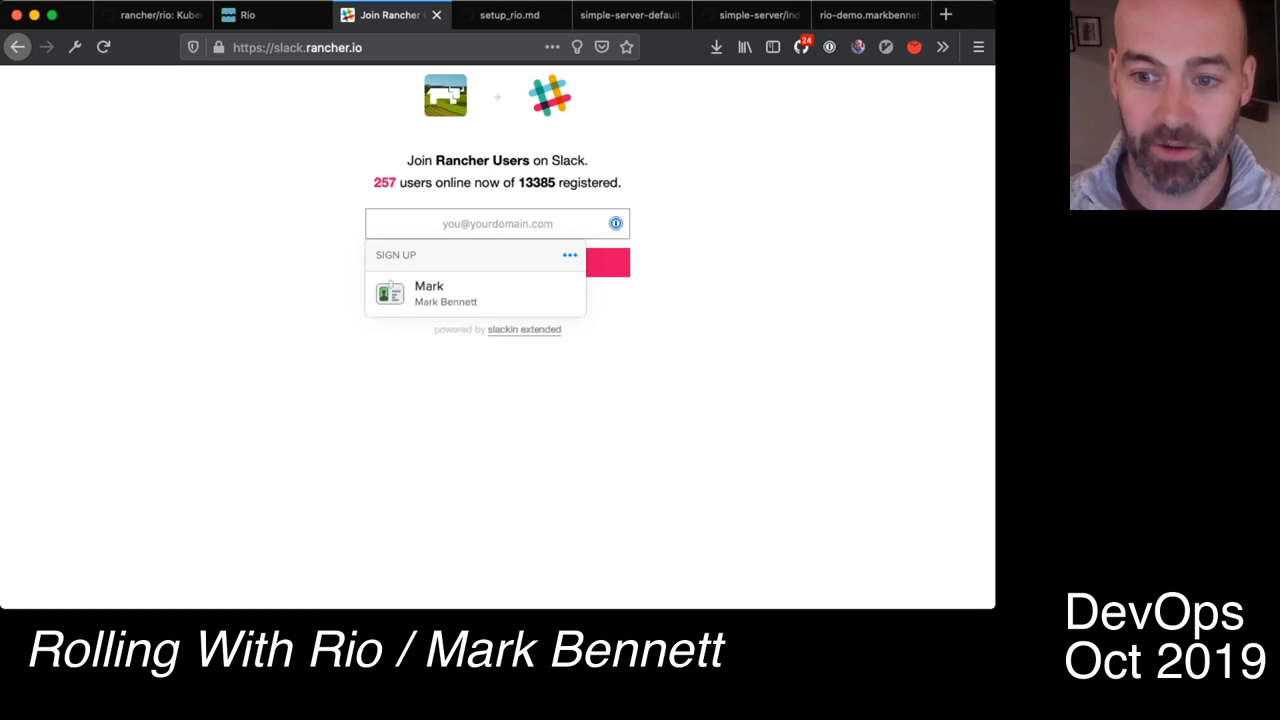 rancher/rio: Kube
Rio
Join Rancher
setup_rio.md
simple-server-default
simple-server/ind
rio-demo.markbennet
https://slack.rancher.io
24
+
Join Rancher Users on Slack.
257 users online now of 13385 registered.
you@yourdomain.com
SIGN UP
Mark
Mark Bennett
powered by slackin extended
Rolling With Rio / Mark Bennett
DevOps
Oct 2019